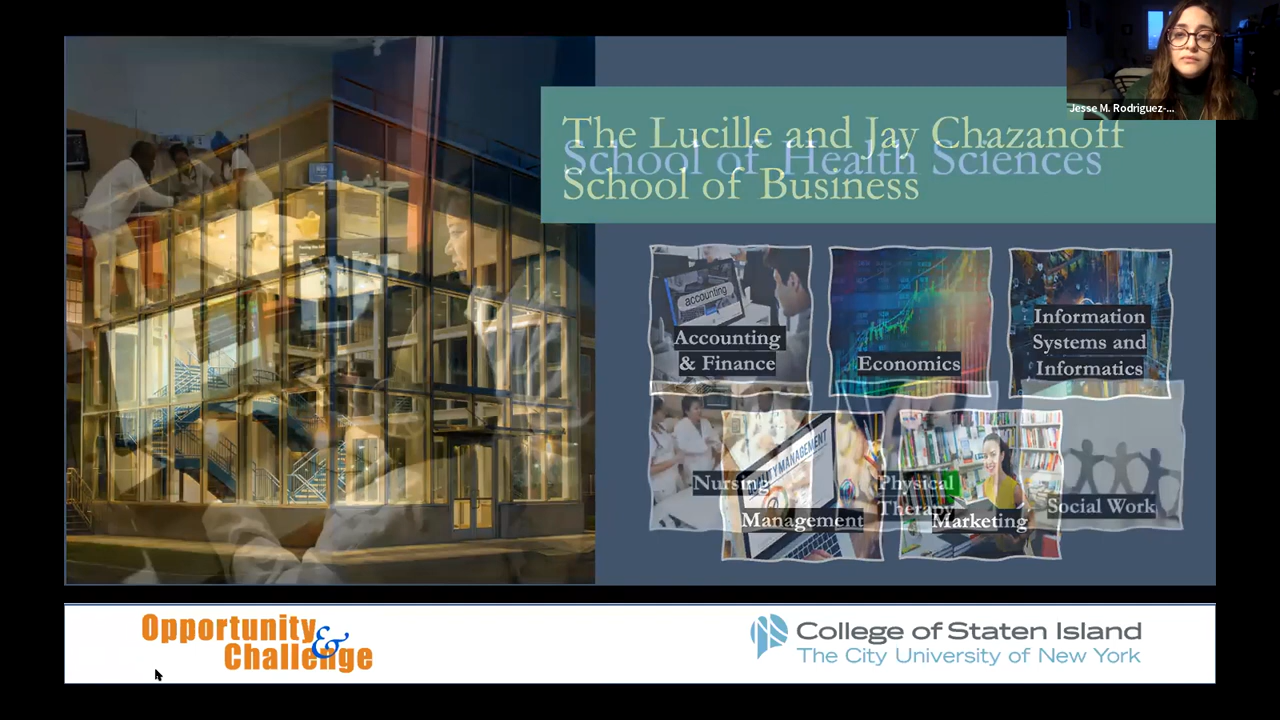 Jesse M. Rodriguez-...
The Lucille and Jay Chazanoff
School of Health Sciences
School of Business
accounting
Accounting
& Finance
Economics
Information
Systems and
Informatics
Nursing
MANAGEMENT
Management
Physical
Therapy
Marketing
Social Work
Opportunity
&
Challenge
College of Staten Island
The City University of New York